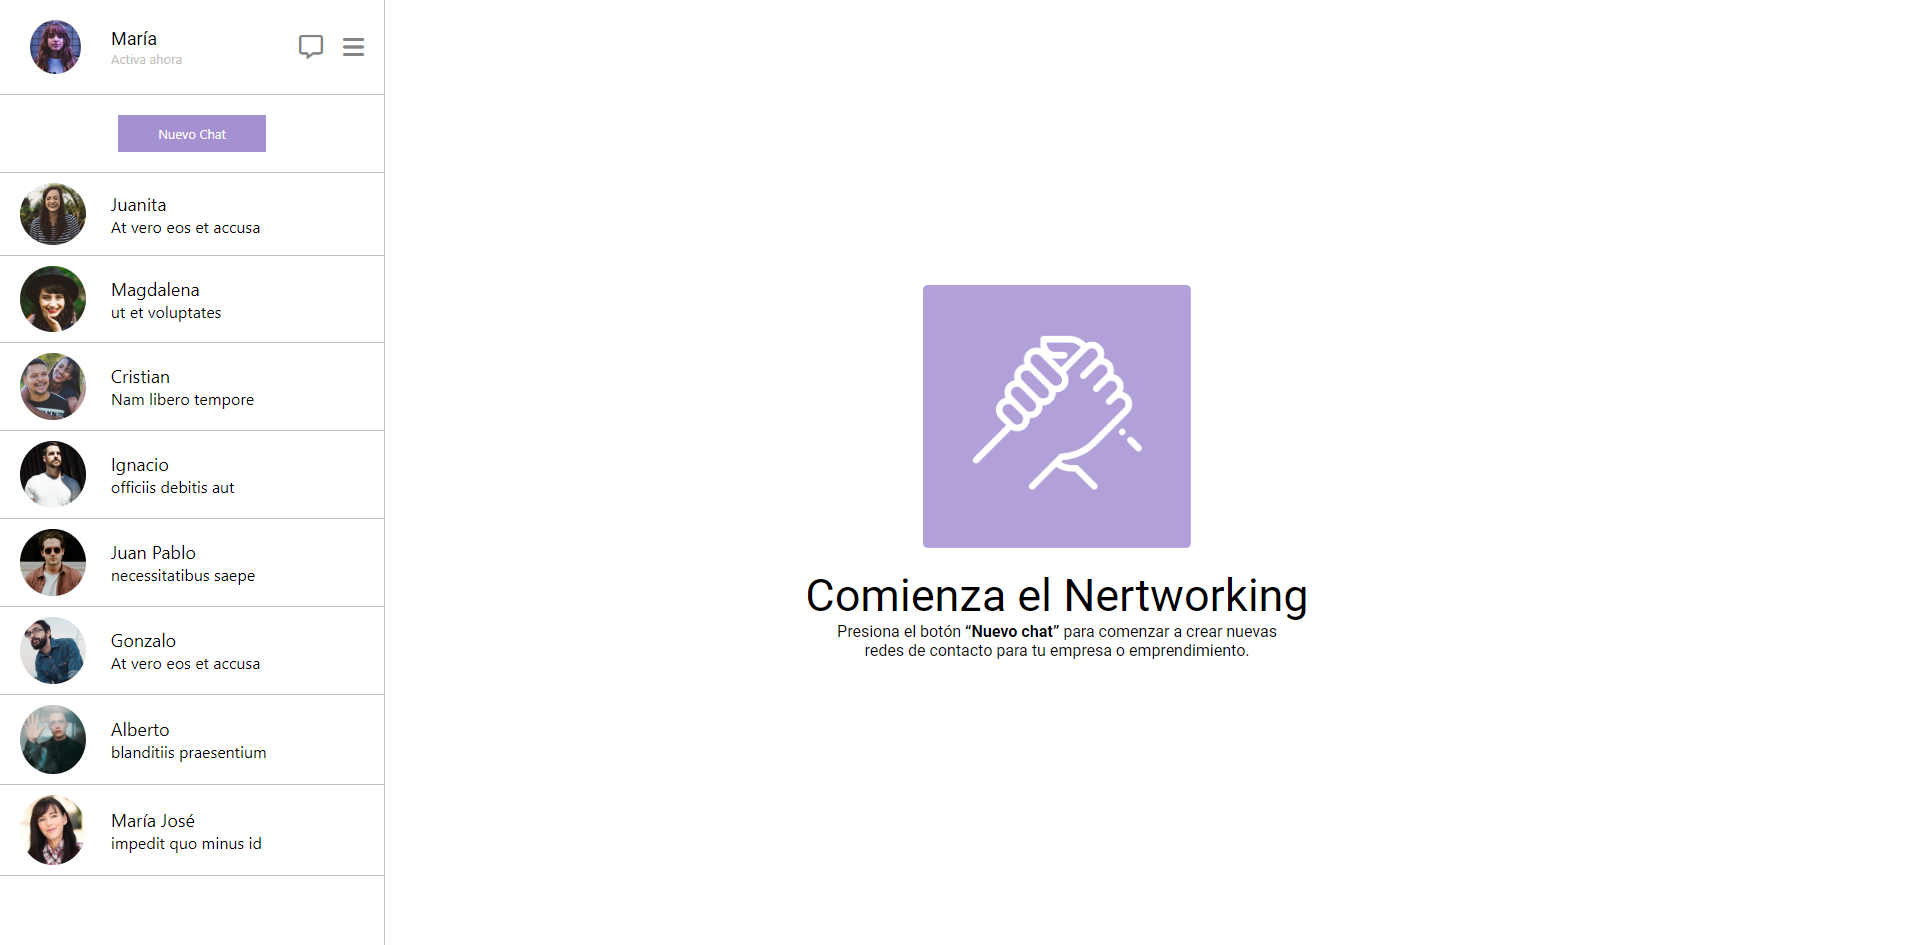 María
Activa ahora
Nuevo Chat
Juanita
At vero eos et accusa
Magdalena
ut et voluptates
Cristian
Nam libero tempore
Ignacio
officiis debitis aut
Juan Pablo
necessitatibus saepe
Gonzalo
At vero eos et accusa
Alberto
blanditiis praesentium
María José
impedit quo minus id
Comienza el Nertworking
Presiona el botón “Nuevo chat” para comenzar a crear nuevas
redes de contacto para tu empresa o emprendimiento.